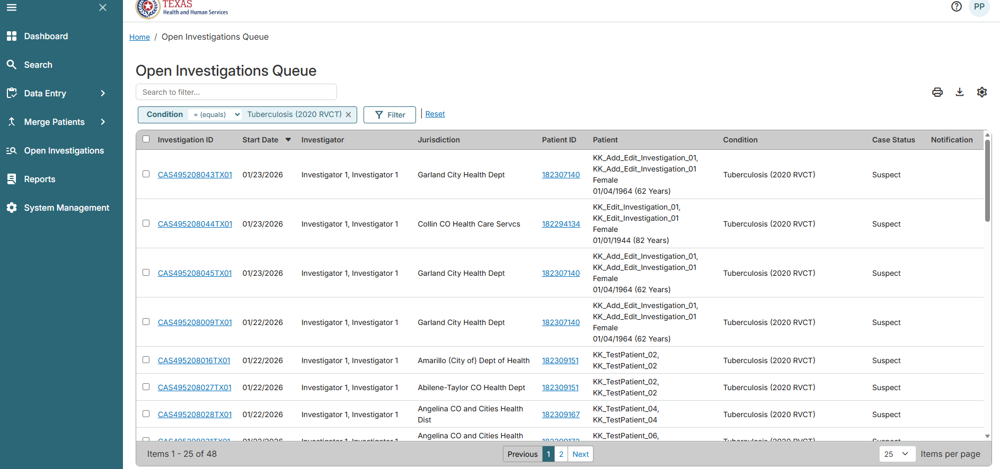 TEXAS
Health and Human Services
PP
Dashboard
Search
Data Entry
Merge Patients
Open Investigations
Reports
System Management
Home / Open Investigations Queue
Open Investigations Queue
Search to filter...
Condition = (equals) Tuberculosis (2020 RVCT) Filter | Reset
Investigation ID Start Date Investigator Jurisdiction Patient ID Patient Condition Case Status Notification
KK_Add_Edit_Investigation_01,
KK_Add_Edit_Investigation_01
CAS495208043TX01 01/23/2026 Investigator 1, Investigator 1 Garland City Health Dept 182307140 Tuberculosis (2020 RVCT) Suspect
Female
01/04/1964 (62 Years)
KK_Edit_Investigation_01,
KK_Edit_Investigation_01
CAS495208044TX01 01/23/2026 Investigator 1, Investigator 1 Collin CO Health Care Servcs 182294134 Tuberculosis (2020 RVCT) Suspect
Female
01/01/1944 (82 Years)
KK_Add_Edit_Investigation_01,
KK_Add_Edit_Investigation_01
CAS495208045TX01 01/23/2026 Investigator 1, Investigator 1 Garland City Health Dept 182307140 Tuberculosis (2020 RVCT) Suspect
Female
01/04/1964 (62 Years)
KK_Add_Edit_Investigation_01,
KK_Add_Edit_Investigation_01
CAS495208009TX01 01/22/2026 Investigator 1, Investigator 1 Garland City Health Dept 182307140 Tuberculosis (2020 RVCT) Suspect
Female
01/04/1964 (62 Years)
KK_TestPatient_02,
CAS495208016TX01 01/22/2026 Investigator 1, Investigator 1 Amarillo (City of) Dept of Health 182309151 Tuberculosis (2020 RVCT) Suspect
KK_TestPatient_02
KK_TestPatient_02,
CAS495208027TX01 01/22/2026 Investigator 1, Investigator 1 Abilene-Taylor CO Health Dept 182309151 Tuberculosis (2020 RVCT) Suspect
KK_TestPatient_02
Angelina CO and Cities Health KK_TestPatient_04,
CAS495208028TX01 01/22/2026 Investigator 1, Investigator 1 182309167 Tuberculosis (2020 RVCT) Suspect
Dist KK_TestPatient_04
Angelina CO and Cities Health KK_TestPatient_06,
Items 1 - 25 of 48 Previous 1 2 Next 25 Items per page